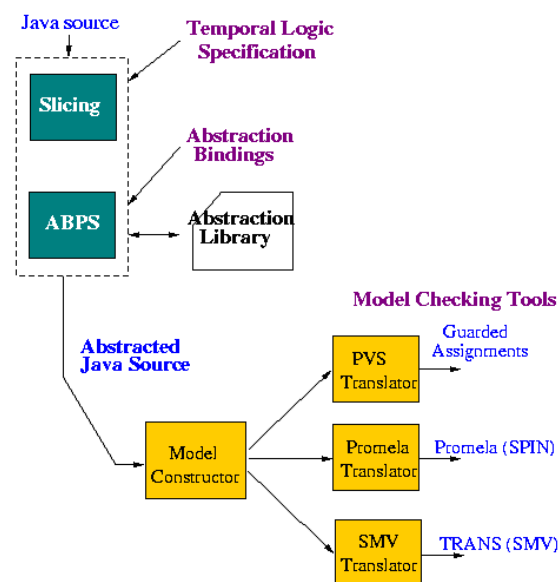 Java source
Temporal Logic
Specification
Slicing
Abstraction
Bindings
ABPS
Abstraction
Library
Model Checking Tools
Abstracted
Java Source
PVS
Translator
Guarded
Assignments
Model
Constructor
Promela
Translator
Promela (SPIN)
SMV
Translator
TRANS (SMV)